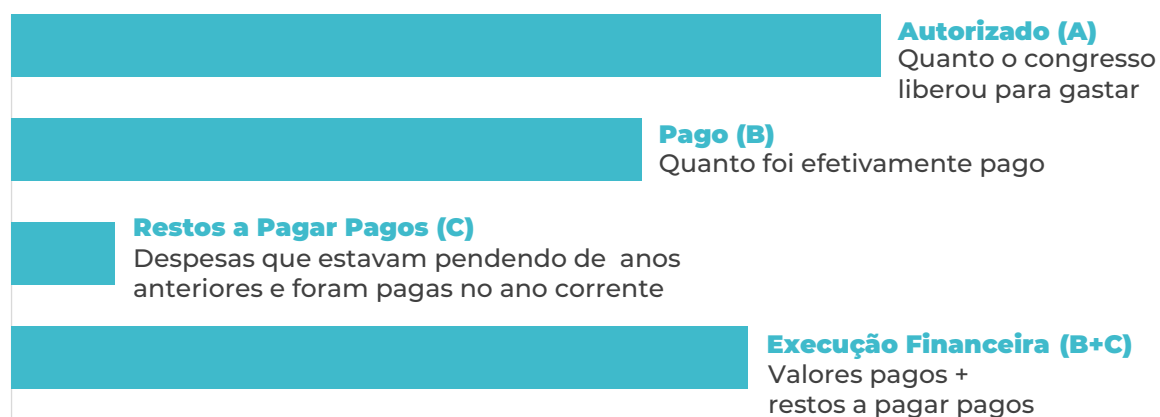 Autorizado (A)
Quanto o congresso
liberou para gastar
Pago (B)
Quanto foi efetivamente pago
Restos a Pagar Pagos (C)
Despesas que estavam pendendo de anos
anteriores e foram pagas no ano corrente
Execução Financeira (B+C)
Valores pagos +
restos a pagar pagos